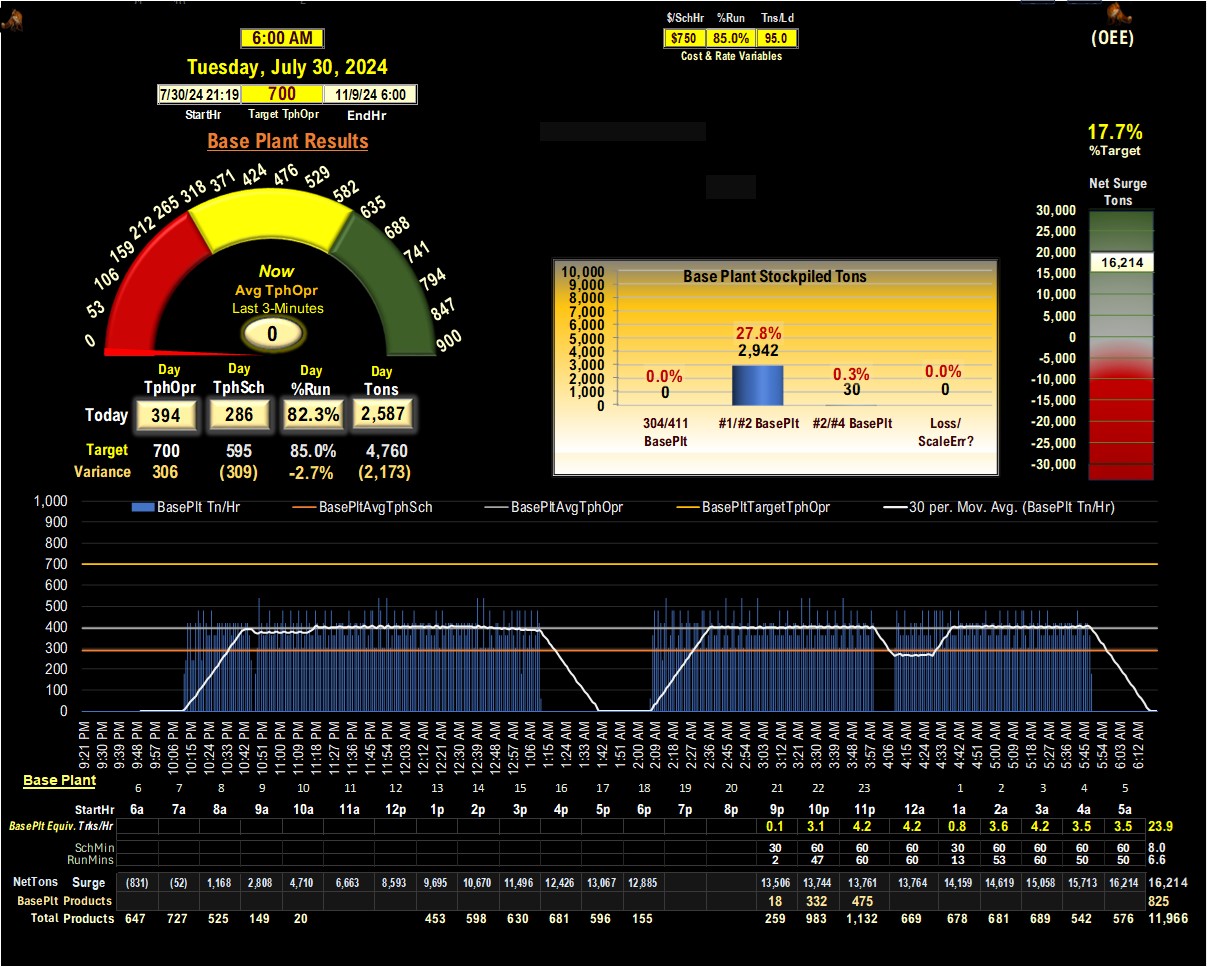 $/SchHr %Run Tns/Ld
6:00 AM
$750 85.0% 95.0
(OEE)
Cost & Rate Variables
Tuesday, July 30, 2024
7/30/24 21:19 700 11/9/24 6:00
StartHr Target TphOpr EndHr
Base Plant Results
17.7%
%Target
Net Surge
Tons
0 53 106 159 212 265 318 371 424 476 529 582 635 688 741 794 847 900
Now
Avg TphOpr
Last 3-Minutes
0
30,000
25,000
20,000
16,214
15,000
10,000
5,000
0
-5,000
-10,000
-15,000
-20,000
-25,000
-30,000
Base Plant Stockpiled Tons
10,000
9,000
8,000
7,000
6,000
5,000
4,000
3,000
2,000
1,000
0
0.0% 27.8% 0.3% 0.0%
0 2,942 30 0
304/411 BasePlt
#1/#2 BasePlt
#2/#4 BasePlt
Loss/ ScaleErr?
Day Day Day Day
TphOpr TphSch %Run Tons
Today 394 286 82.3% 2,587
Target 700 595 85.0% 4,760
Variance 306 (309) -2.7% (2,173)
BasePlt Tn/Hr BasePltAvgTphSch BasePltAvgTphOpr BasePltTargetTphOpr 30 per. Mov. Avg. (BasePlt Tn/Hr)
1,000
900
800
700
600
500
400
300
200
100
0
9:21 PM 9:30 PM 9:39 PM 9:48 PM 9:57 PM 10:06 PM 10:15 PM 10:24 PM 10:33 PM 10:42 PM 10:51 PM 11:00 PM 11:09 PM 11:18 PM 11:27 PM 11:36 PM 11:45 PM 11:54 PM 12:03 AM 12:12 AM 12:21 AM 12:30 AM 12:39 AM 12:48 AM 12:57 AM 1:06 AM 1:15 AM 1:24 AM 1:33 AM 1:42 AM 1:51 AM 2:00 AM 2:09 AM 2:18 AM 2:27 AM 2:36 AM 2:45 AM 2:54 AM 3:03 AM 3:12 AM 3:21 AM 3:30 AM 3:39 AM 3:48 AM 3:57 AM 4:06 AM 4:15 AM 4:24 AM 4:33 AM 4:42 AM 4:51 AM 5:00 AM 5:09 AM 5:18 AM 5:27 AM 5:36 AM 5:45 AM 5:54 AM 6:03 AM 6:12 AM
Base Plant
6 7 8 9 10 11 12 13 14 15 16 17 18 19 20 21 22 23 1 2 3 4 5
StartHr 6a 7a 8a 9a 10a 11a 12p 1p 2p 3p 4p 5p 6p 7p 8p 9p 10p 11p 12a 1a 2a 3a 4a 5a
BasePlt Equiv. Trks/Hr 0.1 3.1 4.2 4.2 0.8 3.6 4.2 3.5 3.5 23.9
SchMin 30 60 60 60 30 60 60 60 60 8.0
RunMins 2 47 60 60 13 53 60 50 50 6.6
NetTons Surge (831) (52) 1,168 2,808 4,710 6,663 8,593 9,695 10,670 11,496 12,426 13,067 12,885 13,506 13,744 13,761 13,764 14,159 14,619 15,058 15,713 16,214 16,214
BasePlt Products 18 332 475 825
Total Products 647 727 525 149 20 453 598 630 681 596 155 259 983 1,132 669 678 681 689 542 576 11,966